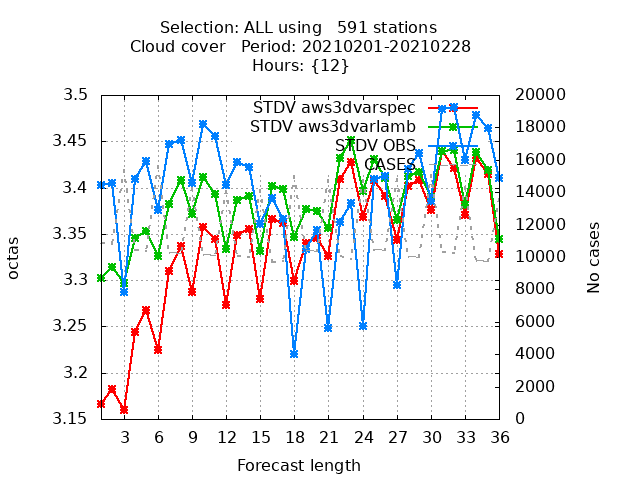 Selection: ALL using   591 stations
Cloud cover   Period: 20210201-20210228
Hours: {12}
STDV aws3dvarspec
STDV aws3dvarlamb
STDV OBS
CASES
3.5
3.45
3.4
3.35
3.3
3.25
3.2
3.15
octas
20000
18000
16000
14000
12000
10000
8000
6000
4000
2000
0
No cases
3 6 9 12 15 18 21 24 27 30 33 36
Forecast length